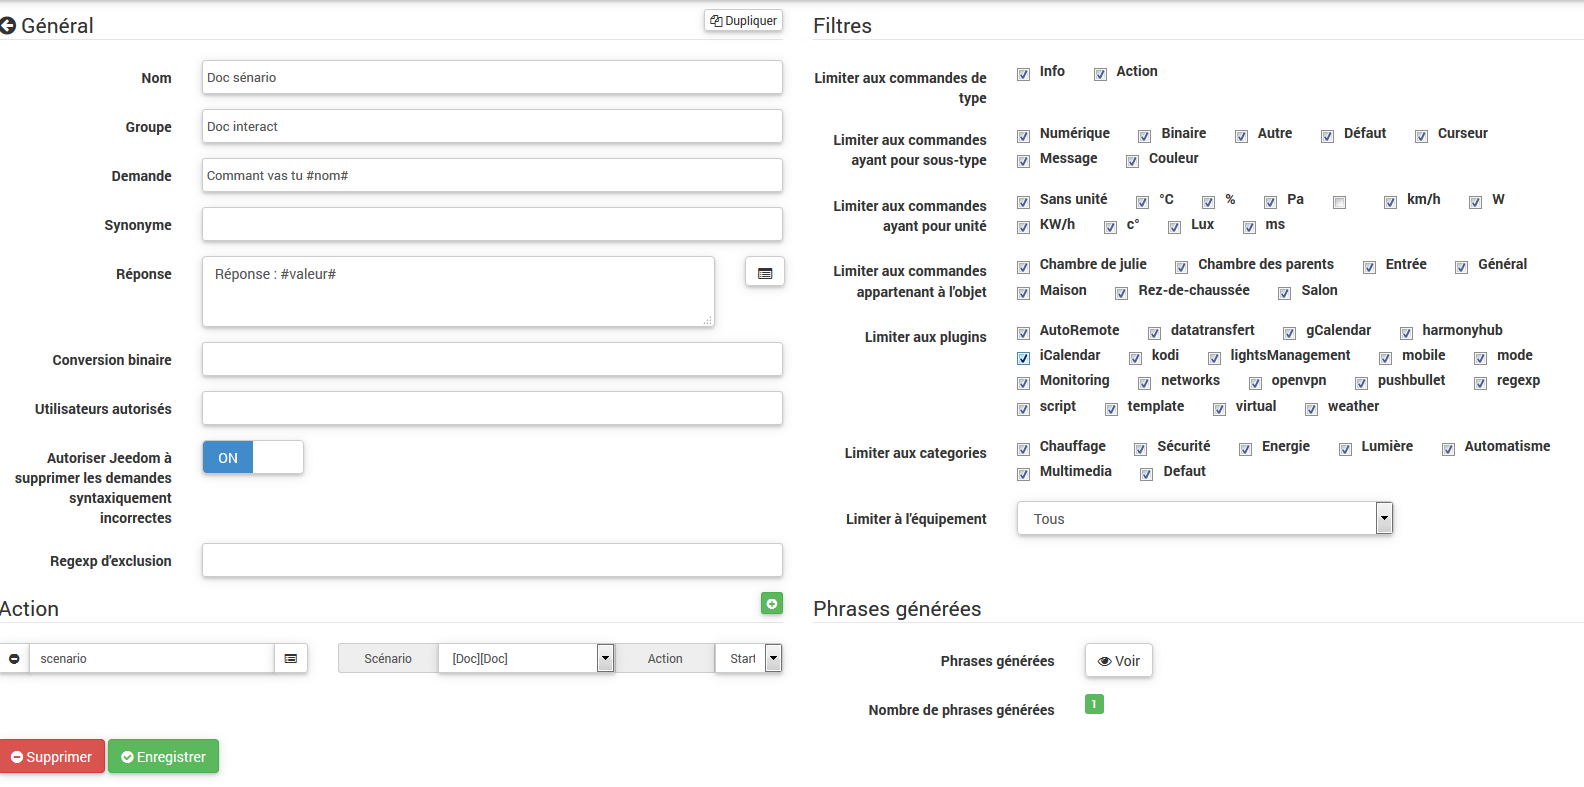 Général
Dupliquer
Nom
Doc sénario
Groupe
Doc interact
Demande
Commant vas tu #nom#
Synonyme
Réponse
Réponse : #valeur#
Conversion binaire
Utilisateurs autorisés
Autoriser Jeedom à
supprimer les demandes
syntaxiquement
incorrectes
ON
Regexp d'exclusion
Action
scenario
Scénario
[Doc][Doc]
Action
Start
Supprimer
Enregistrer
Filtres
Limiter aux commandes de
type
Info Action
Limiter aux commandes
ayant pour sous-type
Numérique Binaire Autre Défaut Curseur
Message Couleur
Limiter aux commandes
ayant pour unité
Sans unité °C % Pa km/h W
KW/h c° Lux ms
Limiter aux commandes
appartenant à l'objet
Chambre de julie Chambre des parents Entrée Général
Maison Rez-de-chaussée Salon
Limiter aux plugins
AutoRemote datatransfert gCalendar harmonyhub
iCalendar kodi lightsManagement mobile mode
Monitoring networks openvpn pushbullet regexp
script template virtual weather
Limiter aux categories
Chauffage Sécurité Energie Lumière Automatisme
Multimedia Defaut
Limiter à l'équipement
Tous
Phrases générées
Phrases générées
Voir
Nombre de phrases générées
1